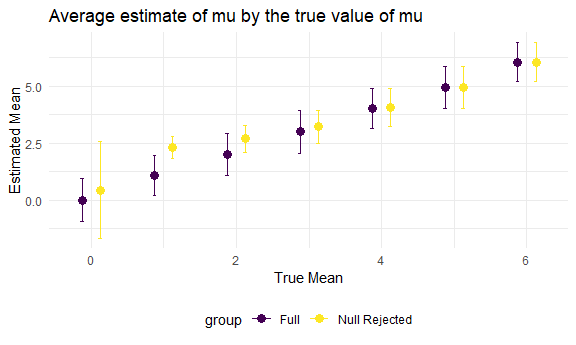 Average estimate of mu by the true value of mu
Estimated Mean
5.0
2.5
0.0
0 2 4 6
True Mean
group Full Null Rejected